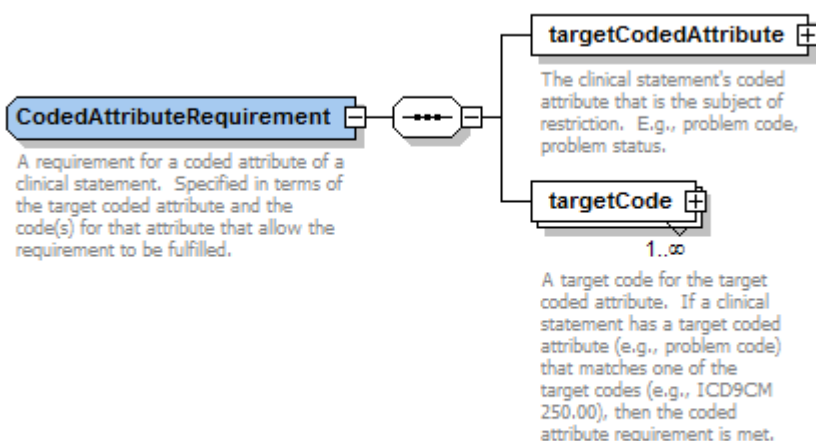 targetCodedAttribute
The clinical statement's coded
attribute that is the subject of
restriction.  E.g., problem code,
problem status.
CodedAttributeRequirement
A requirement for a coded attribute of a
clinical statement.  Specified in terms of
the target coded attribute and the
code(s) for that attribute that allow the
requirement to be fulfilled.
targetCode
1..∞
A target code for the target
coded attribute.  If a clinical
statement has a target coded
attribute (e.g., problem code)
that matches one of the
target codes (e.g., ICD9CM
250.00), then the coded
attribute requirement is met.